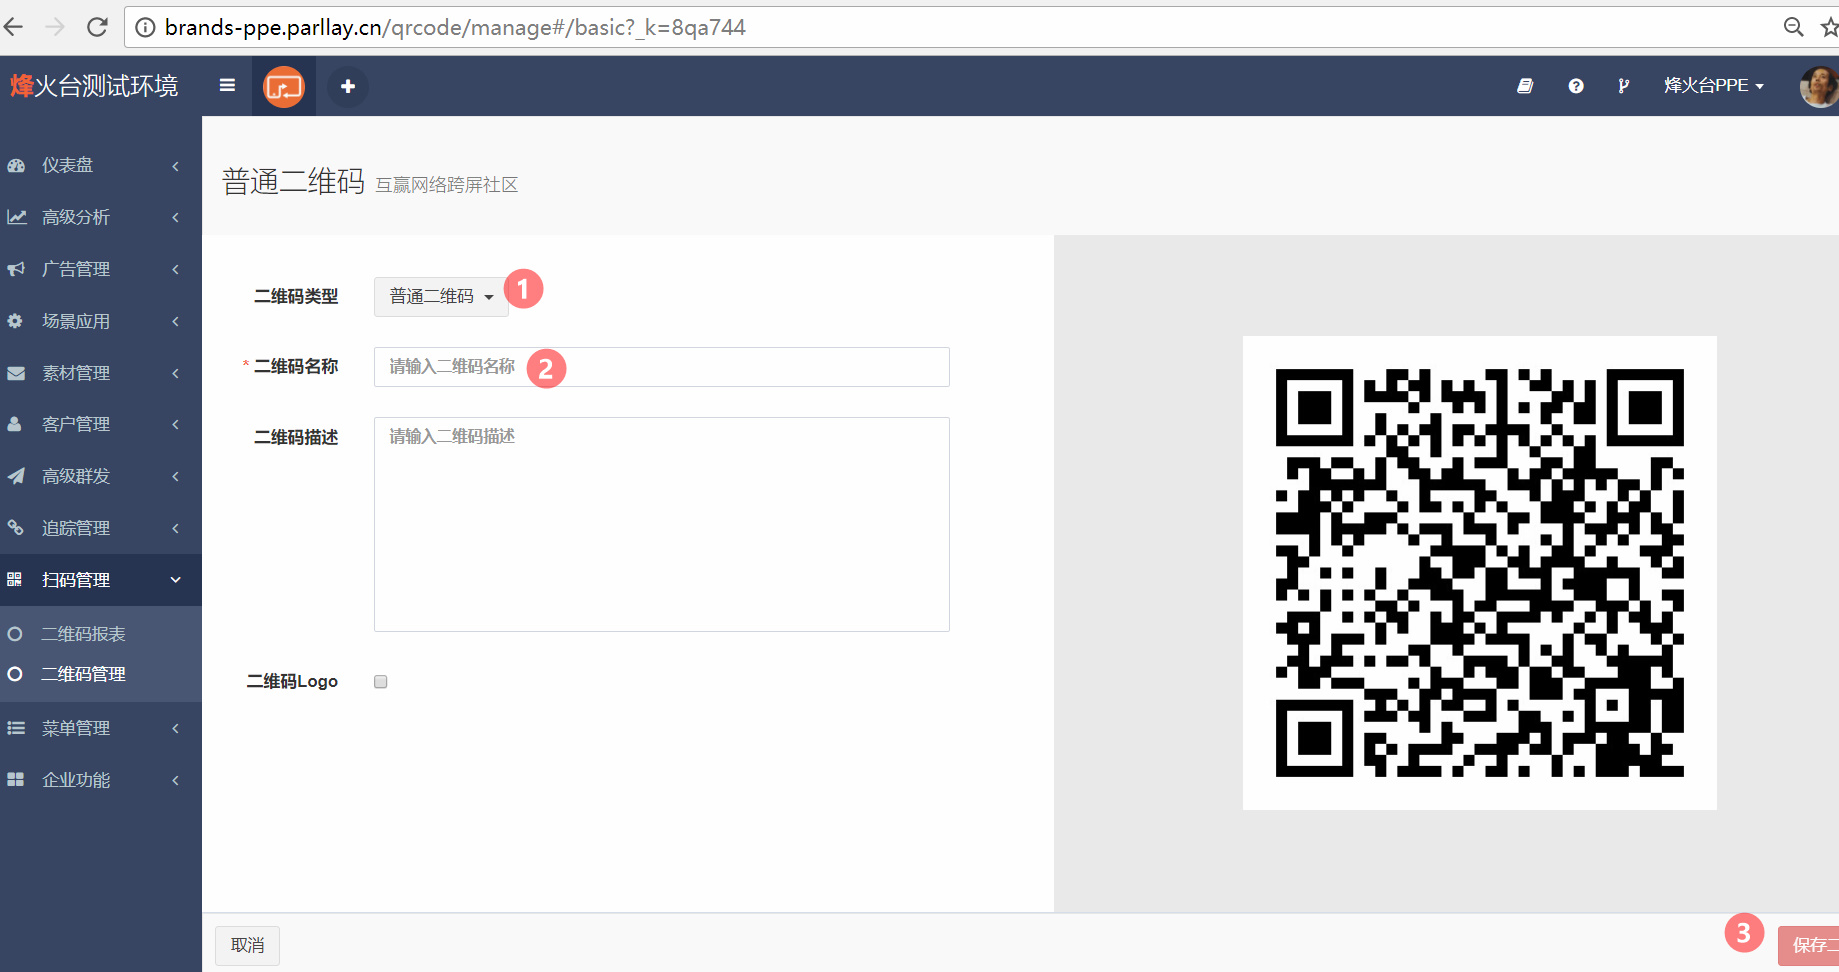 brands-ppe.parllay.cn/qrcode/manage#/basic?_k=8qa744
烽火台测试环境
烽火台PPE
仪表盘
高级分析
广告管理
场景应用
素材管理
客户管理
高级群发
追踪管理
扫码管理
二维码报表
二维码管理
菜单管理
企业功能
普通二维码 互赢网络跨屏社区
二维码类型 普通二维码 1
* 二维码名称 请输入二维码名称 2
二维码描述 请输入二维码描述
二维码Logo
取消
3 保存二